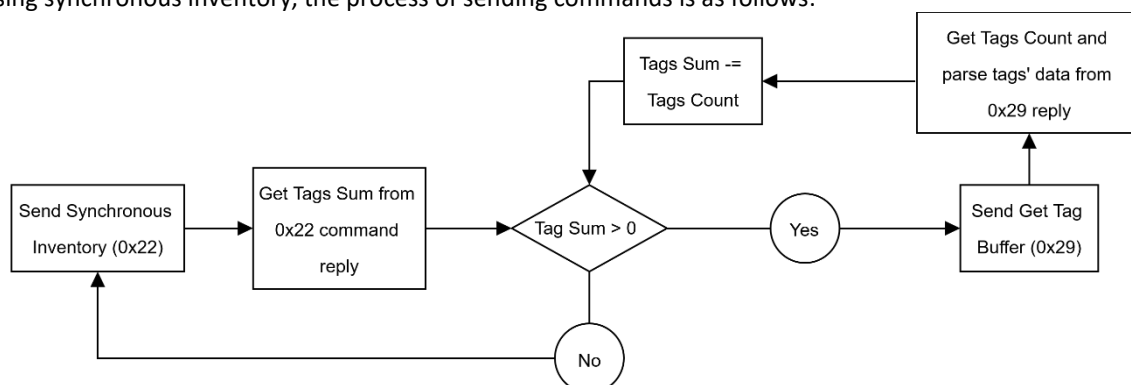 sing synchronous inventory, the process of sending commands is as follows:
Get Tags Count and
parse tags' data from
0x29 reply
Tags Sum -=
Tags Count
Send Synchronous
Inventory (0x22)
Get Tags Sum from
0x22 command
reply
Tag Sum > 0
Yes
Send Get Tag
Buffer (0x29)
No